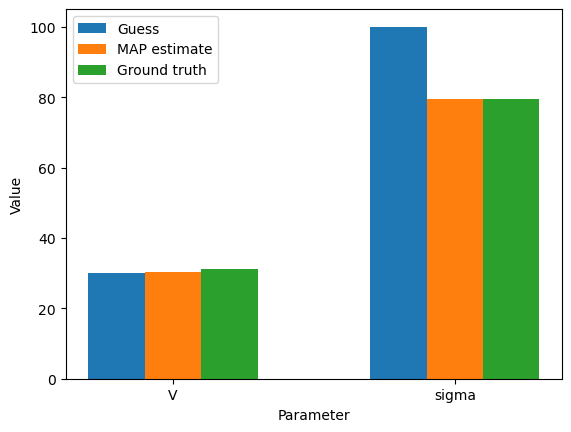 Guess
MAP estimate
Ground truth
100
80
60
40
20
0
Value
V
sigma
Parameter